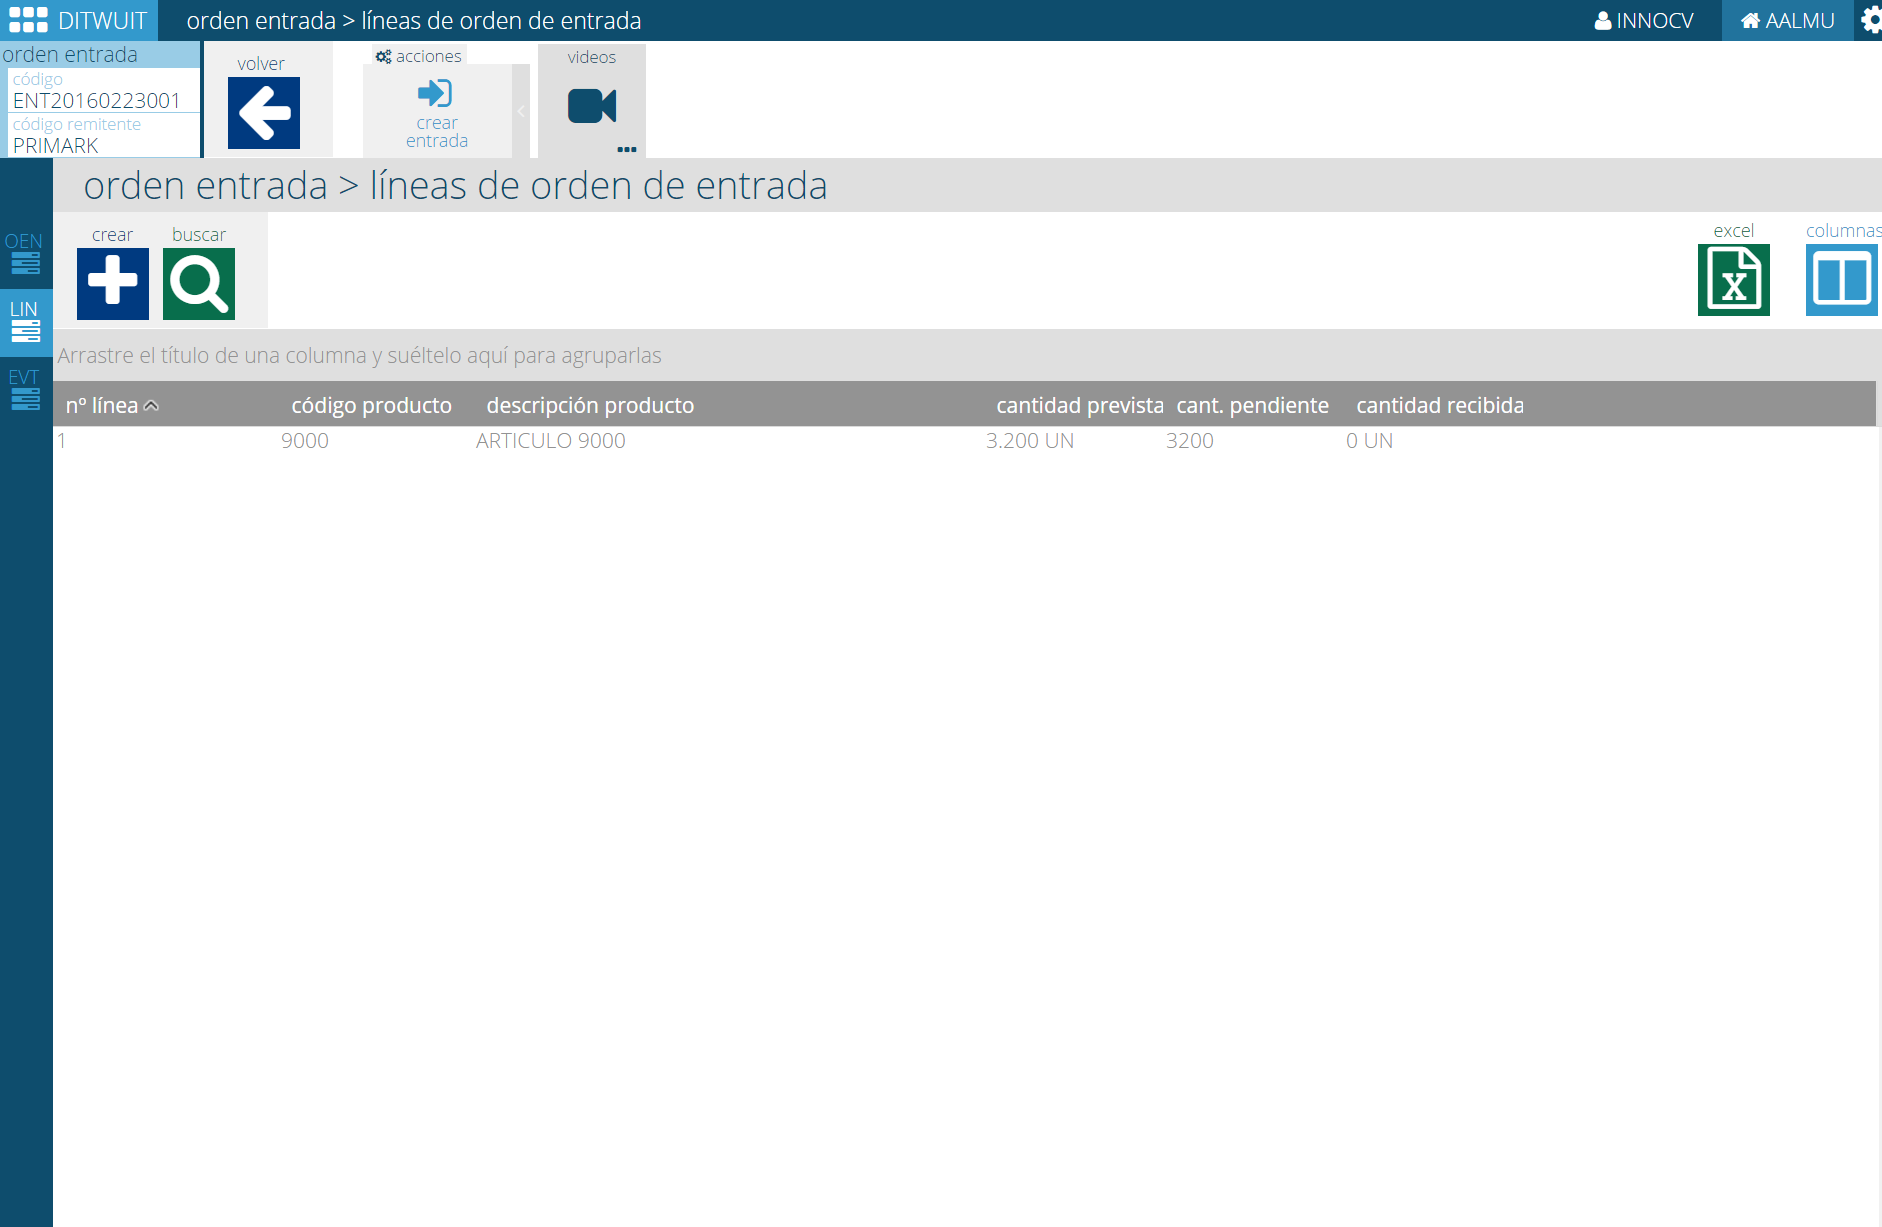 DITWUIT
orden entrada > líneas de orden de entrada
INNOCV
AALMU
orden entrada
código
ENT20160223001
código remitente
PRIMARK
volver
acciones
crear
entrada
videos
orden entrada > líneas de orden de entrada
OEN
LIN
EVT
crear
buscar
excel
columnas
Arrastre el título de una columna y suéltelo aquí para agruparlas
nº línea código producto descripción producto cantidad prevista cant. pendiente cantidad recibida
1 9000 ARTICULO 9000 3.200 UN 3200 0 UN